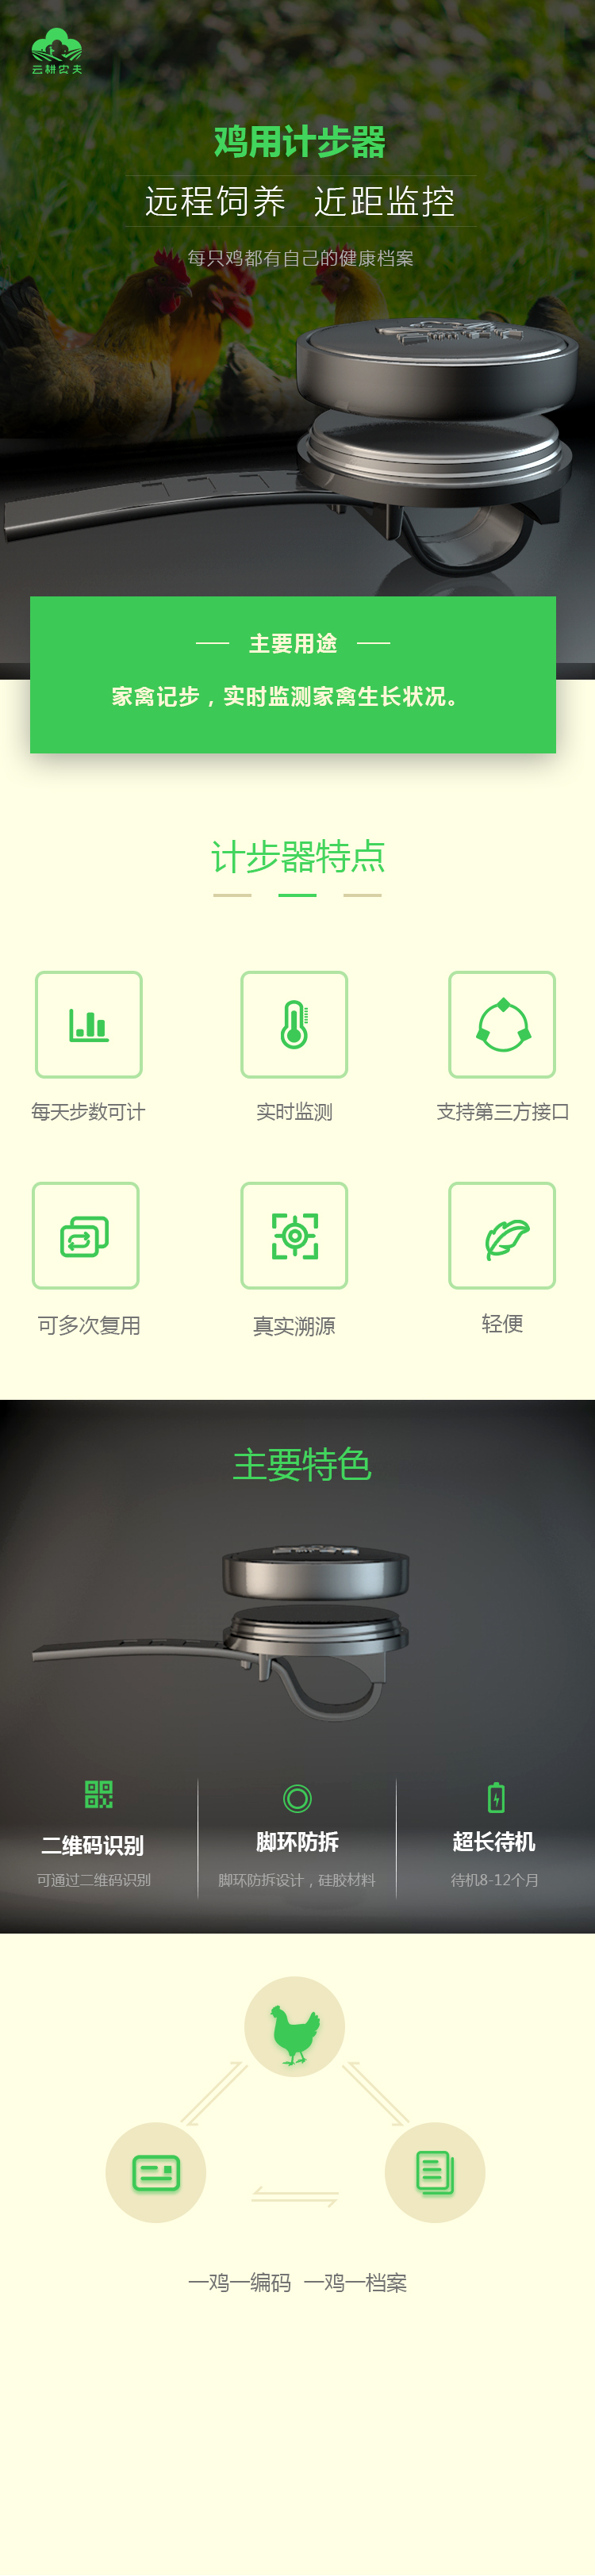 云耕农夫
鸡用计步器
远程饲养 近距监控
每只鸡都有自己的健康档案
主要用途
家禽记步，实时监测家禽生长状况。
计步器特点
每天步数可计
实时监测
支持第三方接口
可多次复用
真实溯源
轻便
主要特色
二维码识别
脚环防拆
超长待机
可通过二维码识别
脚环防拆设计，硅胶材料
待机8-12个月
一鸡一编码 一鸡一档案